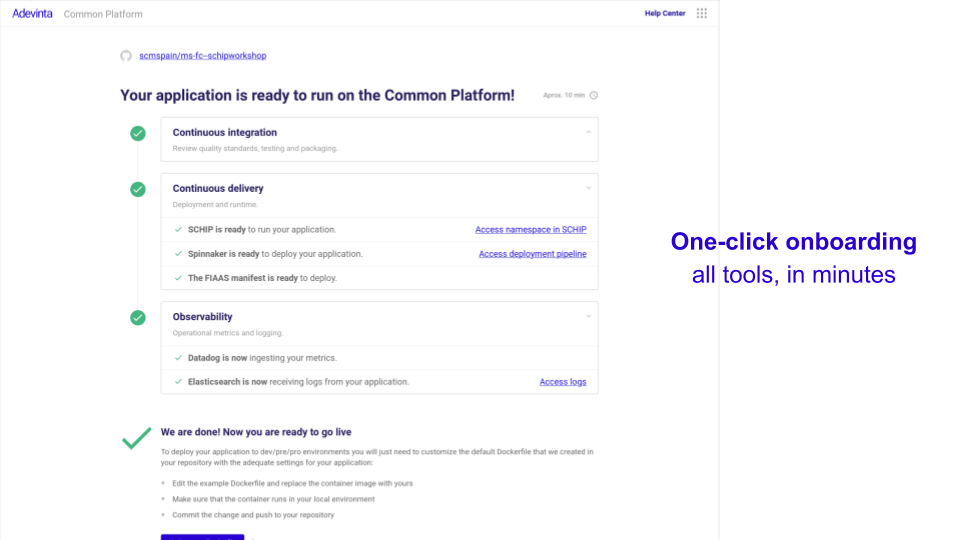 Adevinta Common Platform Help Center
scmspain/ms-fc--schipworkshop
Your application is ready to run on the Common Platform! Aprox. 10 min
Continuous integration
Review quality standards, testing and packaging.
Continuous delivery
Deployment and runtime.
SCHIP is ready to run your application. Access namespace in SCHIP
Spinnaker is ready to deploy your application. Access deployment pipeline
The FIAAS manifest is ready to deploy.
Observability
Operational metrics and logging.
Datadog is now ingesting your metrics.
Elasticsearch is now receiving logs from your application. Access logs
We are done! Now you are ready to go live
To deploy your application to dev/pre/pro environments you will just need to customize the default Dockerfile that we created in
your repository with the adequate settings for your application:
Edit the example Dockerfile and replace the container image with yours
Make sure that the container runs in your local environment
Commit the change and push to your repository
One-click onboarding
all tools, in minutes